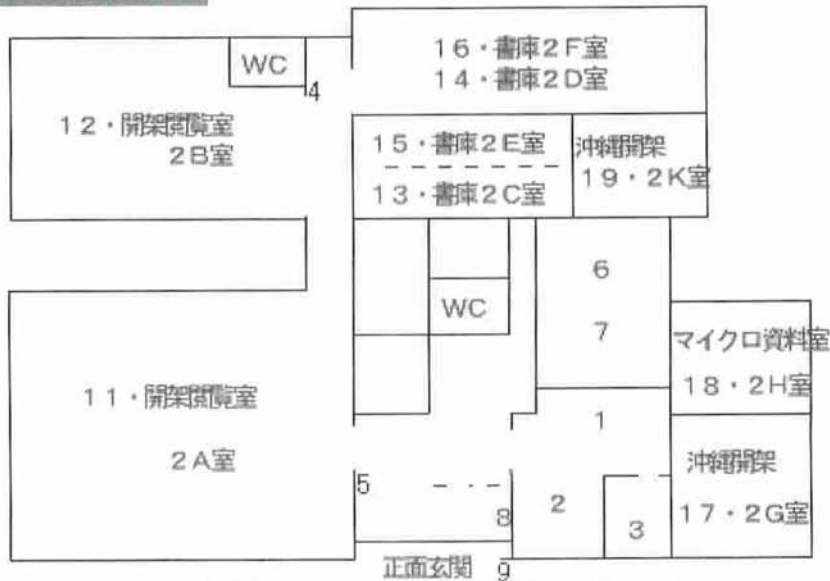 WC
16・書庫2F室
14・書庫2D室
4
12・開架閲覧室
2B室
15・書庫2E室
13・書庫2C室
沖縄開架
19・2K室
6
7
WC
マイクロ資料室
18・2H室
11・開架閲覧室
2A室
1
沖縄開架
17・2G室
5
8
2
3
正面玄関
9